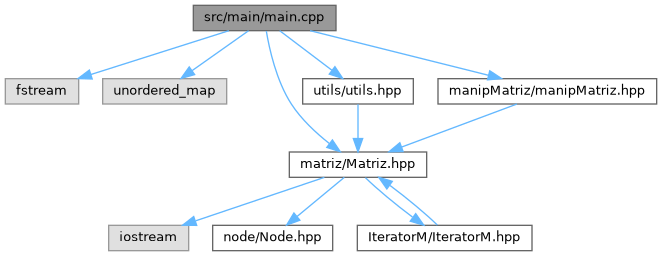 src/main/main.cpp
fstream
unordered_map
utils/utils.hpp
manipMatriz/manipMatriz.hpp
matriz/Matriz.hpp
iostream
node/Node.hpp
IteratorM/IteratorM.hpp